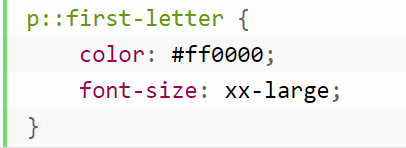 p::first-letter {
    color: #ff0000;
    font-size: xx-large;
}